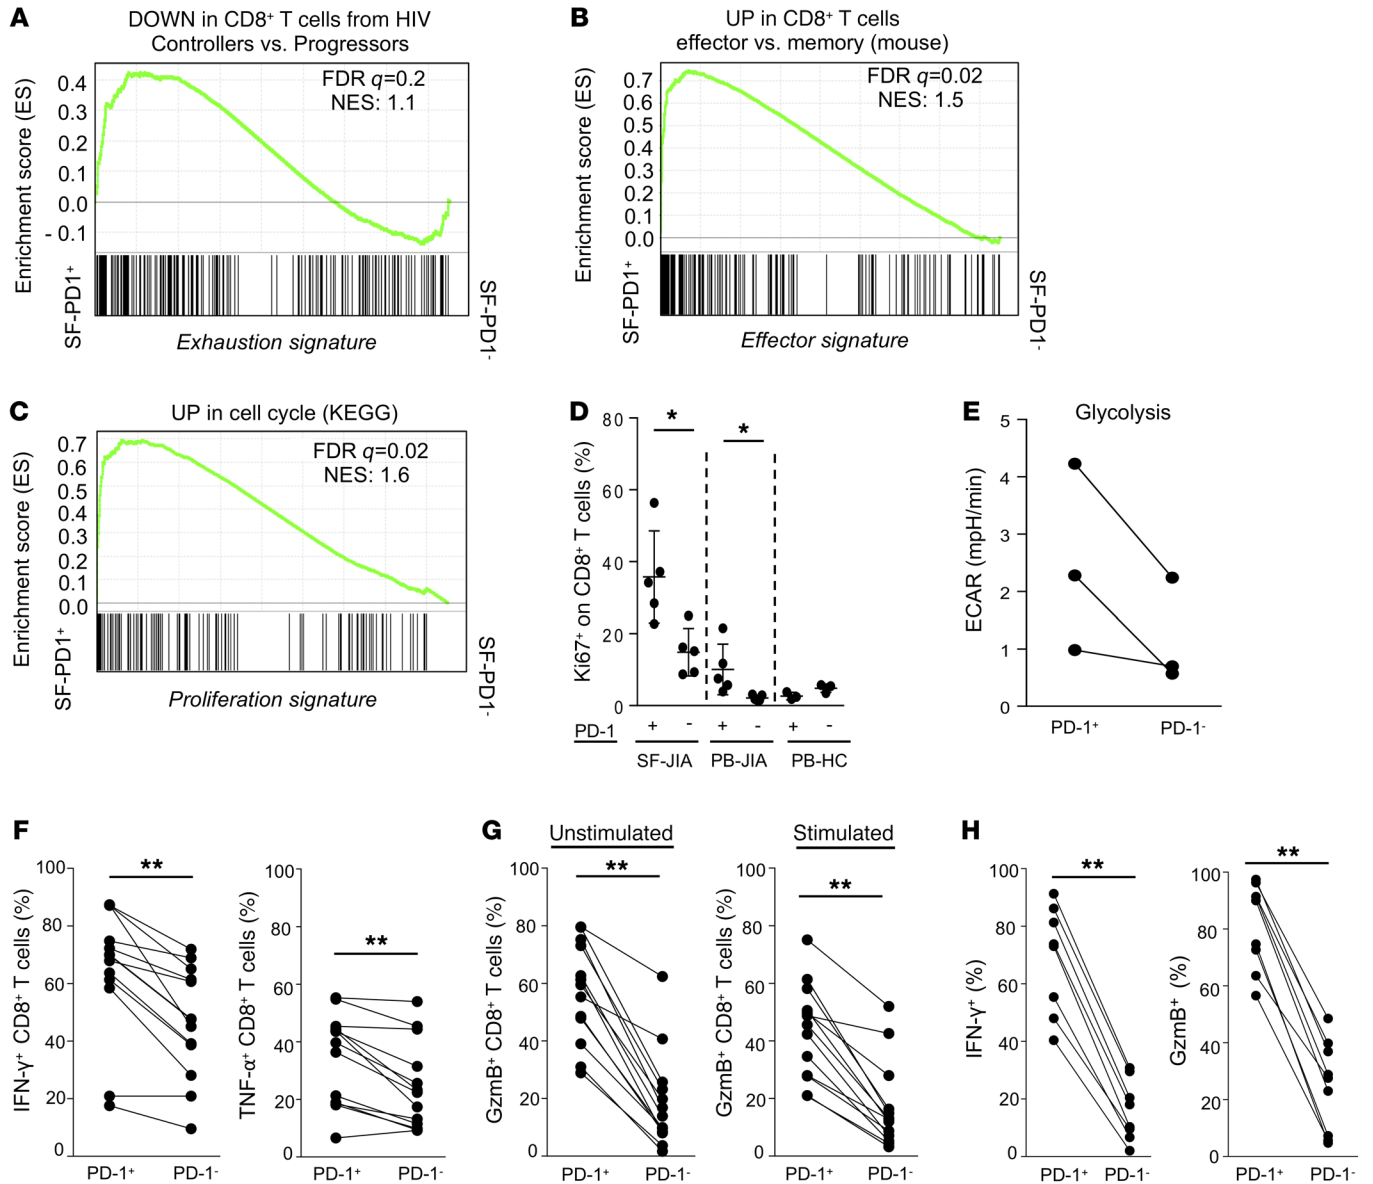 A
DOWN in CD8⁺ T cells from HIV
Controllers vs. Progressors
Enrichment score (ES)
0.4
0.3
0.2
0.1
0.0
- 0.1
FDR q=0.2
NES: 1.1
SF-PD1⁺
SF-PD1⁻
Exhaustion signature
B
UP in CD8⁺ T cells
effector vs. memory (mouse)
Enrichment score (ES)
0.7
0.6
0.5
0.4
0.3
0.2
0.1
0.0
FDR q=0.02
NES: 1.5
SF-PD1⁺
SF-PD1⁻
Effector signature
C
UP in cell cycle (KEGG)
Enrichment score (ES)
0.7
0.6
0.5
0.4
0.3
0.2
0.1
0.0
FDR q=0.02
NES: 1.6
SF-PD1⁺
SF-PD1⁻
Proliferation signature
D
Ki67⁺ on CD8⁺ T cells (%)
80
60
40
20
0
*
*
PD-1
+ - + - + -
SF-JIA PB-JIA PB-HC
E
Glycolysis
ECAR (mpH/min)
5
4
3
2
1
0
PD-1⁺ PD-1⁻
F
IFN-γ⁺ CD8⁺ T cells (%)
100
80
60
40
20
0
**
PD-1⁺ PD-1⁻
TNF-α⁺ CD8⁺ T cells (%)
100
80
60
40
20
0
**
PD-1⁺ PD-1⁻
G
Unstimulated
GzmB⁺ CD8⁺ T cells (%)
100
80
60
40
20
0
**
PD-1⁺ PD-1⁻
Stimulated
GzmB⁺ CD8⁺ T cells (%)
100
80
60
40
20
0
**
PD-1⁺ PD-1⁻
H
IFN-γ⁺ (%)
100
80
60
40
20
0
**
PD-1⁺ PD-1⁻
GzmB⁺ (%)
100
80
60
40
20
0
**
PD-1⁺ PD-1⁻